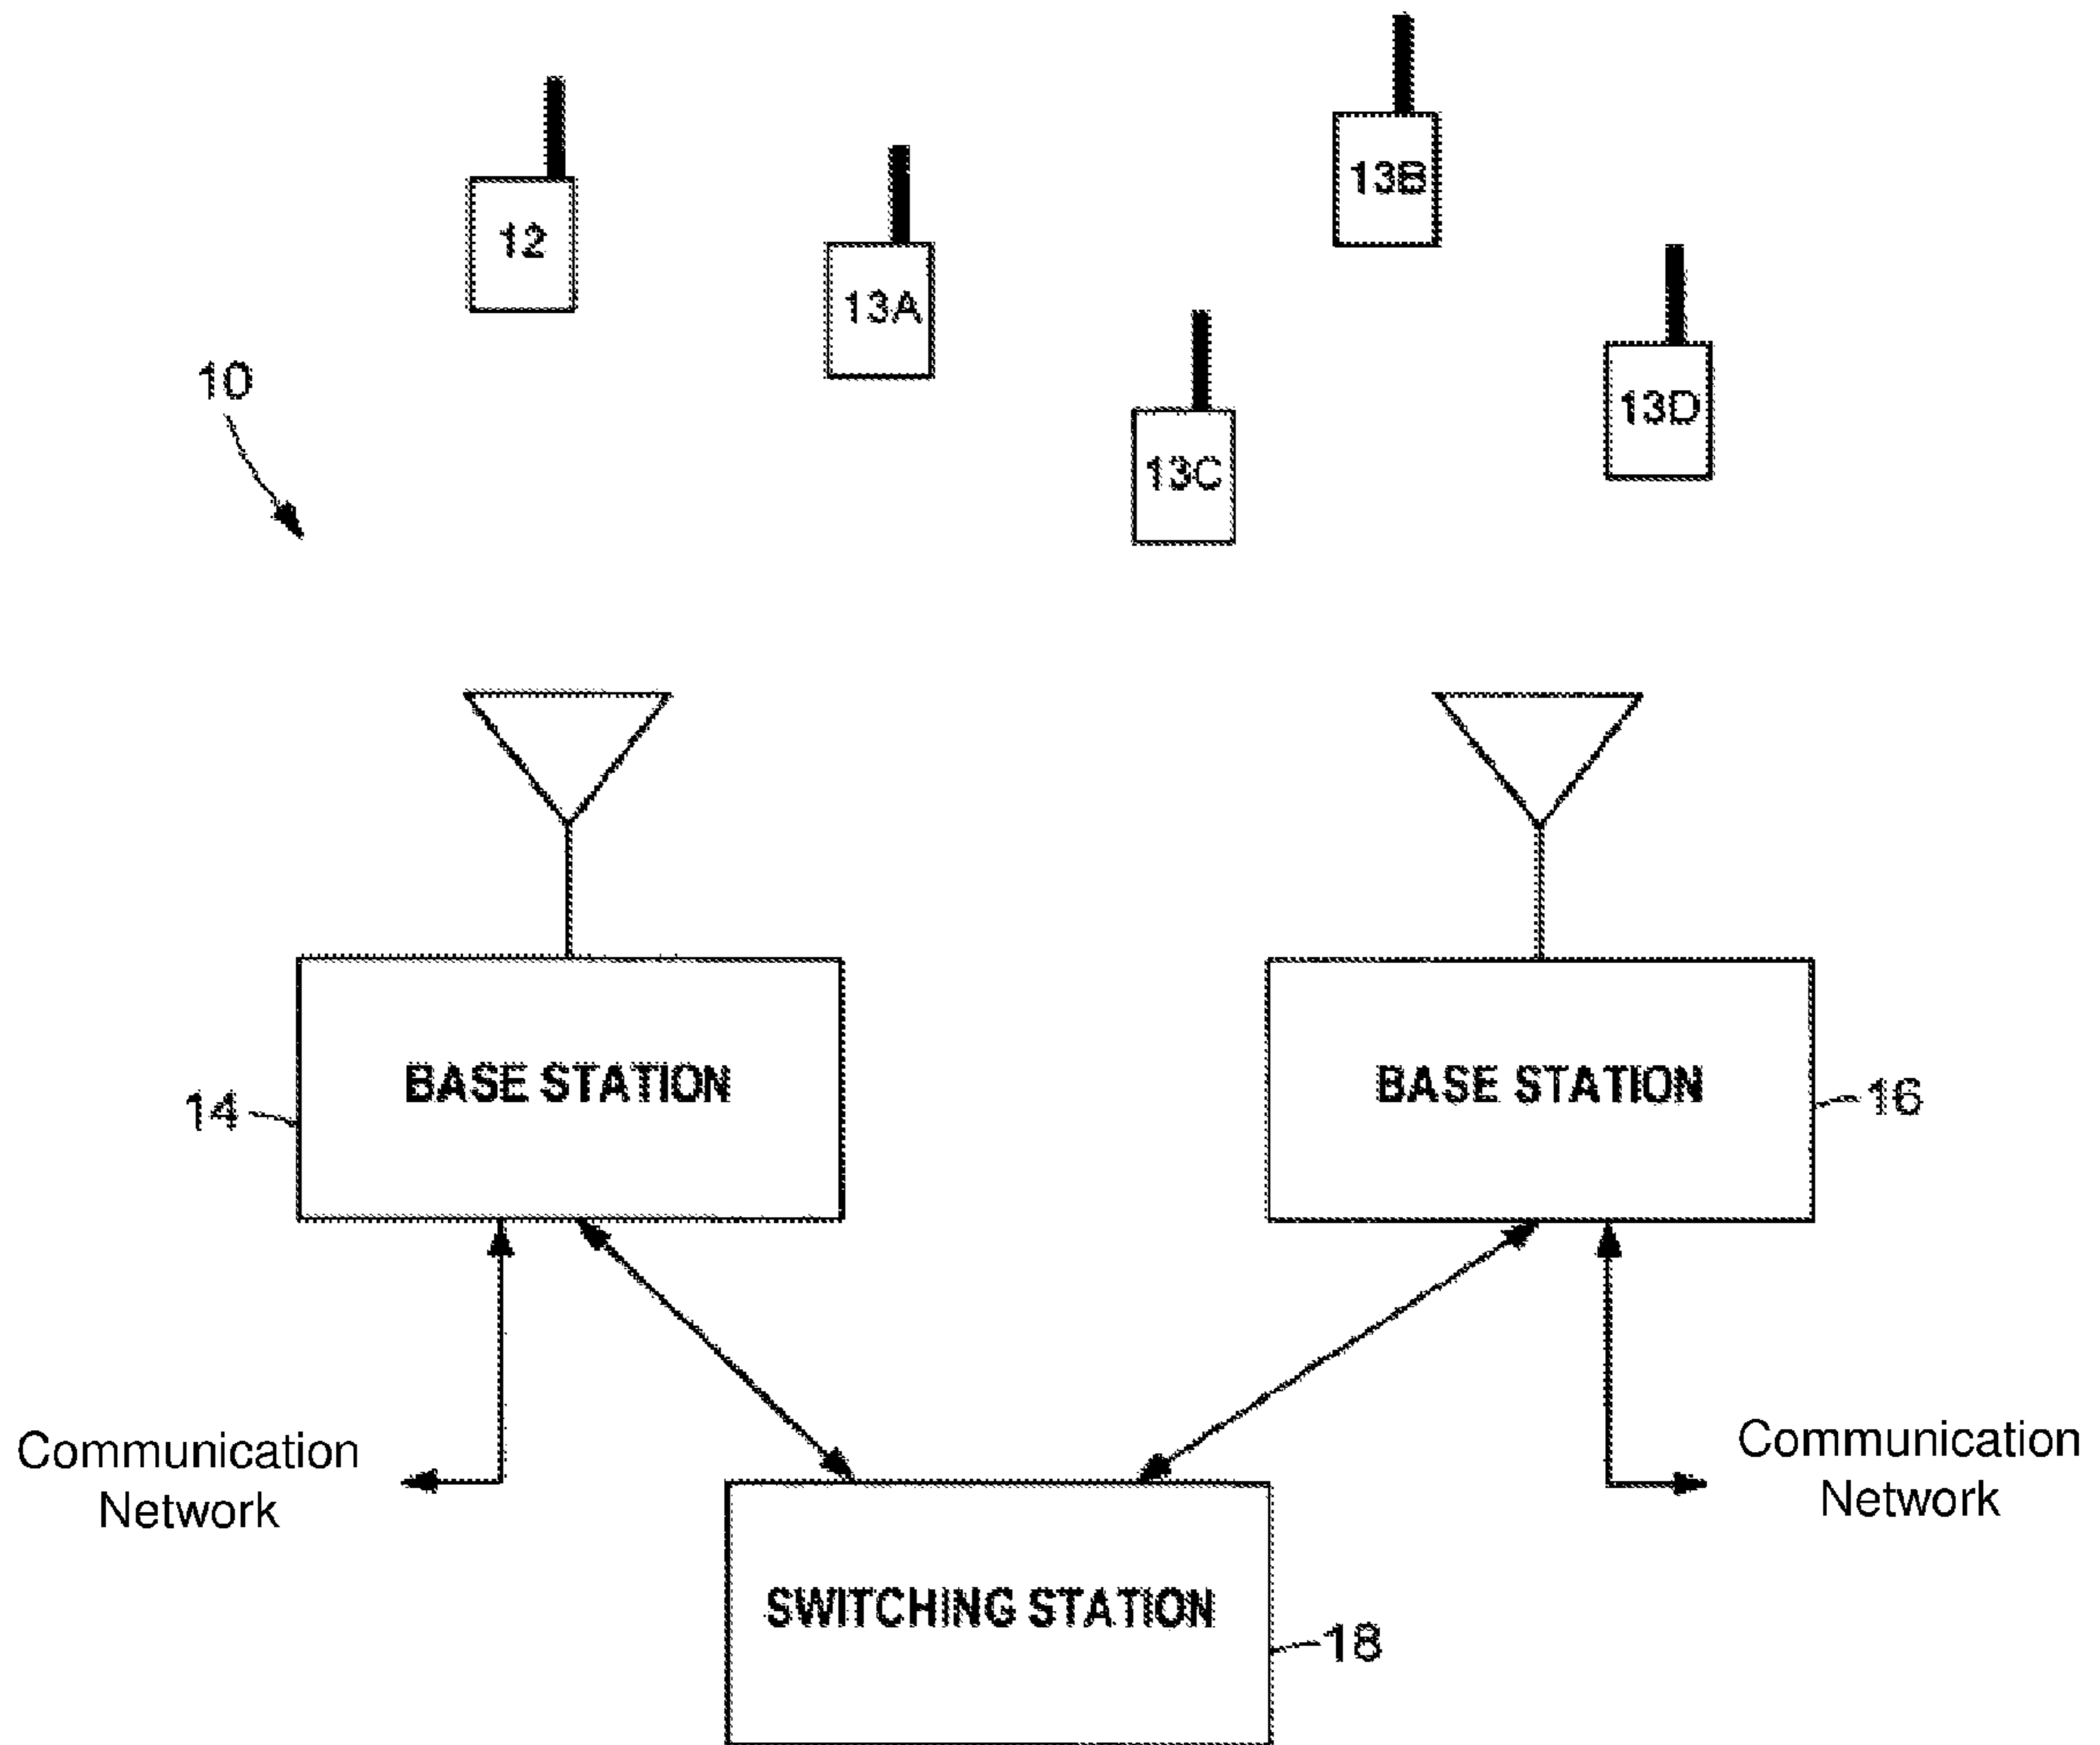 13B
12
13A
10
13D
13C
BASE STATION
BASE STATION
14
16
Communication
Network
Communication
Network
SWITCHING STATION
18